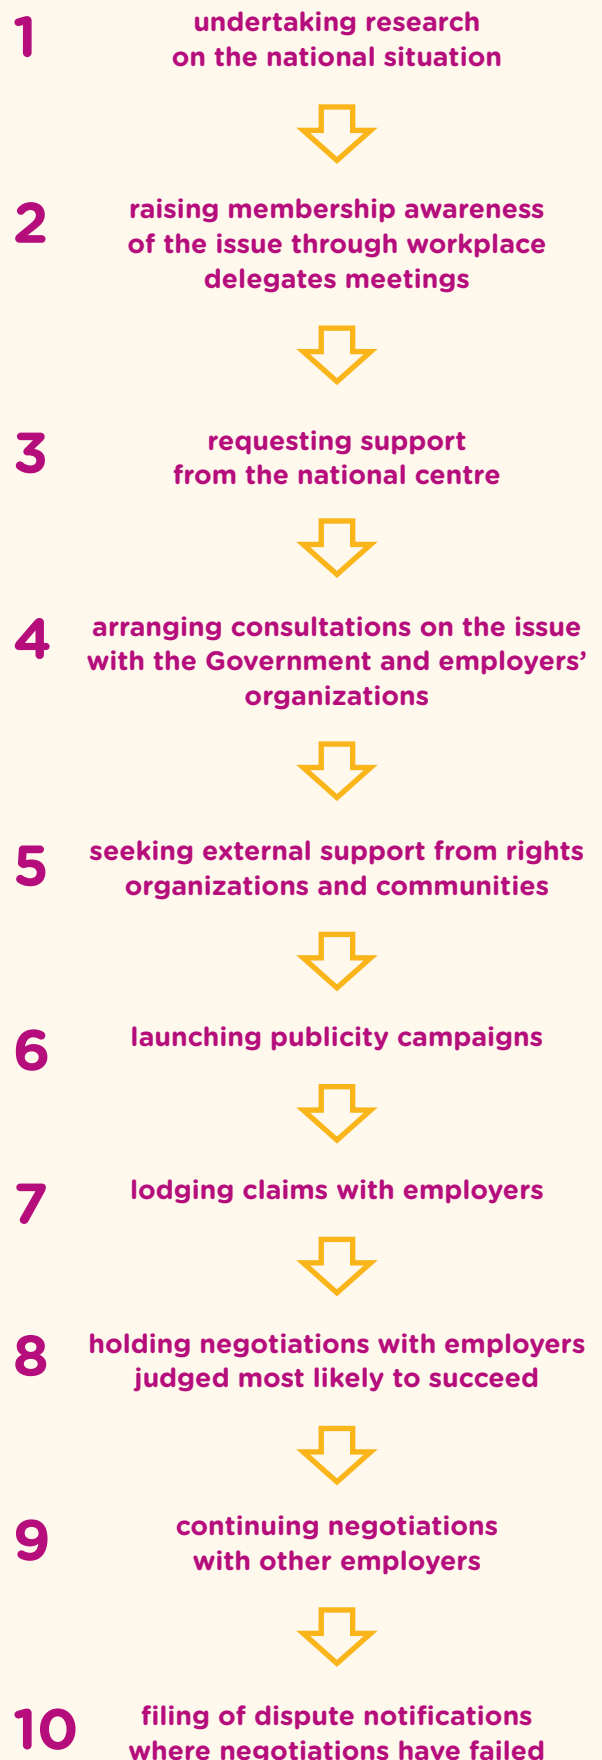 1
undertaking research
on the national situation
2
raising membership awareness
of the issue through workplace
delegates meetings
3
requesting support
from the national centre
4
arranging consultations on the issue
with the Government and employers’
organizations
5
seeking external support from rights
organizations and communities
6
launching publicity campaigns
7
lodging claims with employers
8
holding negotiations with employers
judged most likely to succeed
9
continuing negotiations
with other employers
10
filing of dispute notifications
where negotiations have failed